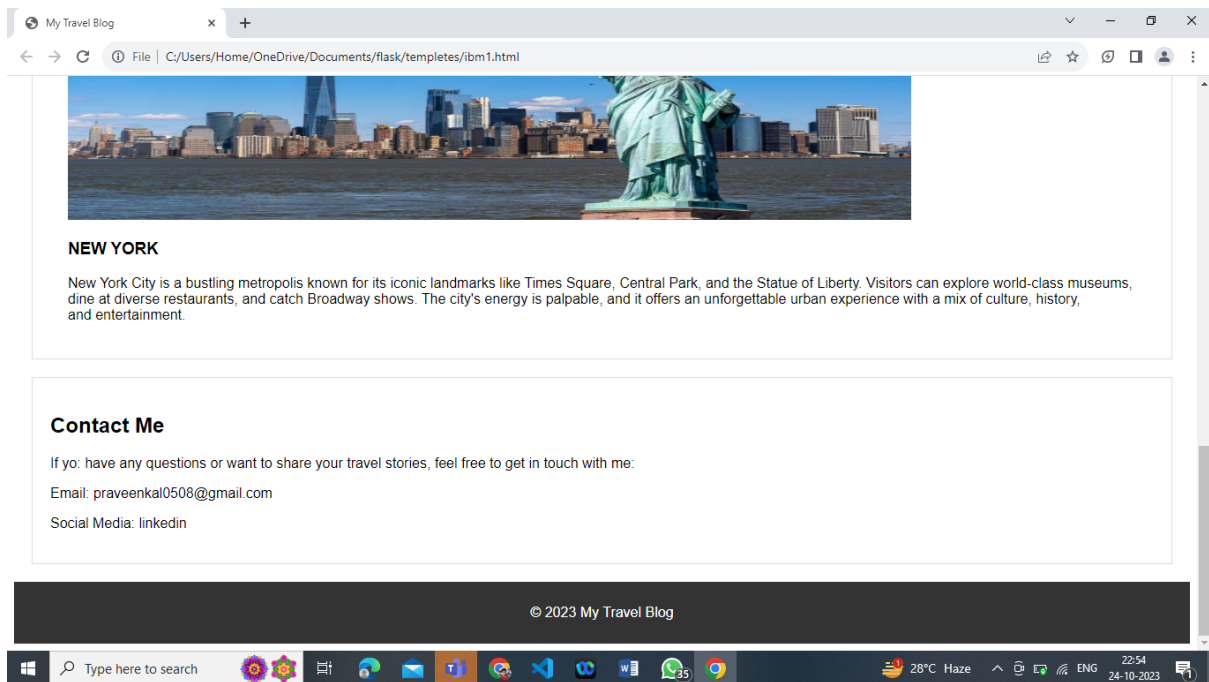 My Travel Blog
File | C:/Users/Home/OneDrive/Documents/flask/templetes/ibm1.html
NEW YORK
New York City is a bustling metropolis known for its iconic landmarks like Times Square, Central Park, and the Statue of Liberty. Visitors can explore world-class museums,
dine at diverse restaurants, and catch Broadway shows. The city's energy is palpable, and it offers an unforgettable urban experience with a mix of culture, history,
and entertainment.
Contact Me
If yo: have any questions or want to share your travel stories, feel free to get in touch with me:
Email: praveenkal0508@gmail.com
Social Media: linkedin
© 2023 My Travel Blog
Type here to search
35
28°C Haze
ENG
22:54
24-10-2023
1